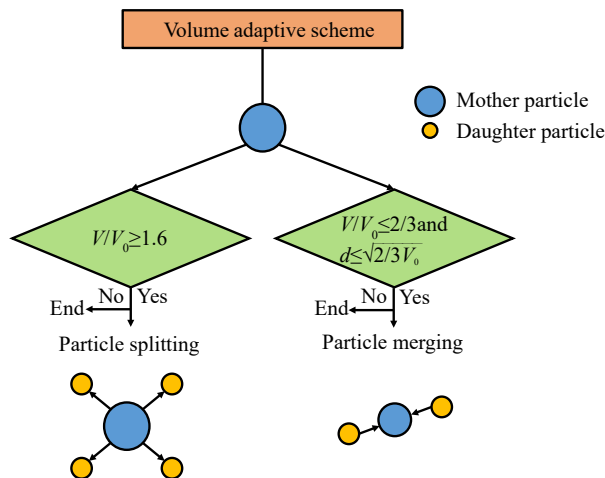 Volume adaptive scheme
Mother particle
Daughter particle
V/V₀≥1.6
V/V₀≤2/3and
d≤√2/3V₀
No Yes
End
No Yes
End
Particle splitting
Particle merging